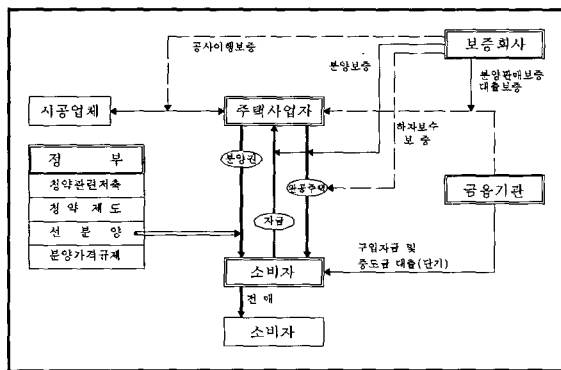 공사이행보증
보증회사
분양보증
분양판매보증
대출보증
시공업체
주택사업자
하자보수
보 증
정 부
분양권
완공주택
금융기관
청약관련저축
청약 제도
자금
선 분 양
구입자금 및
중도금 대출(단기)
분양가격규제
소비자
전 매
소비자